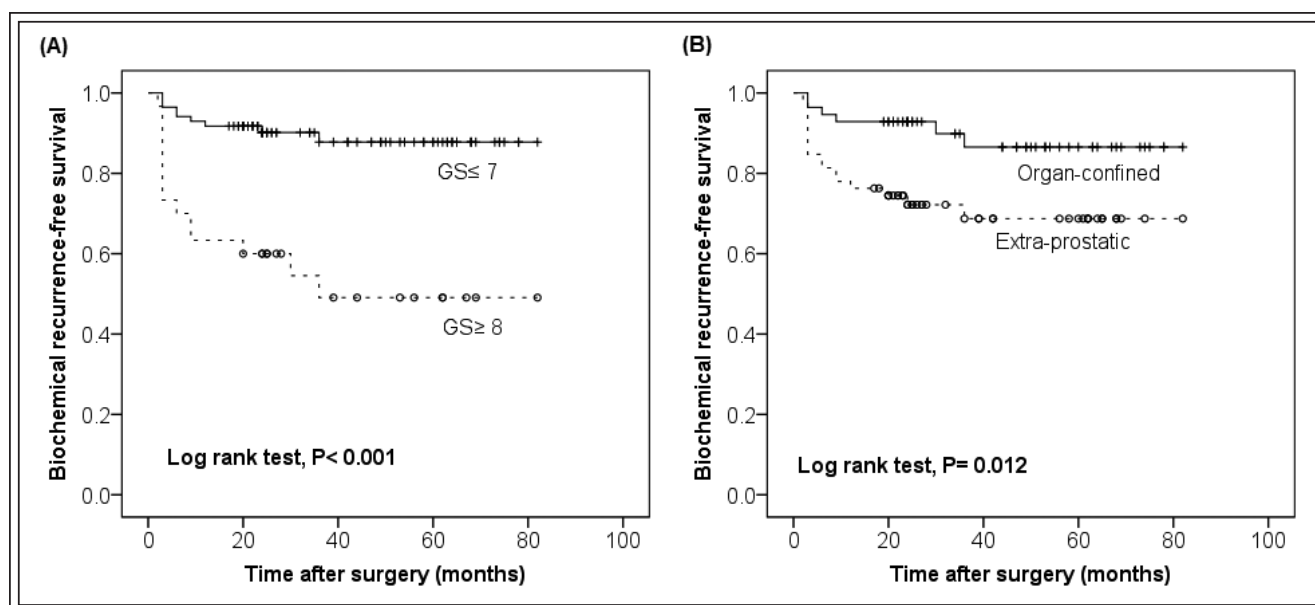 (A)
Biochemical recurrence-free survival
1.0
0.8
0.6
0.4
0.2
0.0
GS≤ 7
GS≥ 8
Log rank test, P< 0.001
0 20 40 60 80 100
Time after surgery (months)
(B)
Biochemical recurrence-free survival
1.0
0.8
0.6
0.4
0.2
0.0
Organ-confined
Extra-prostatic
Log rank test, P= 0.012
0 20 40 60 80 100
Time after surgery (months)